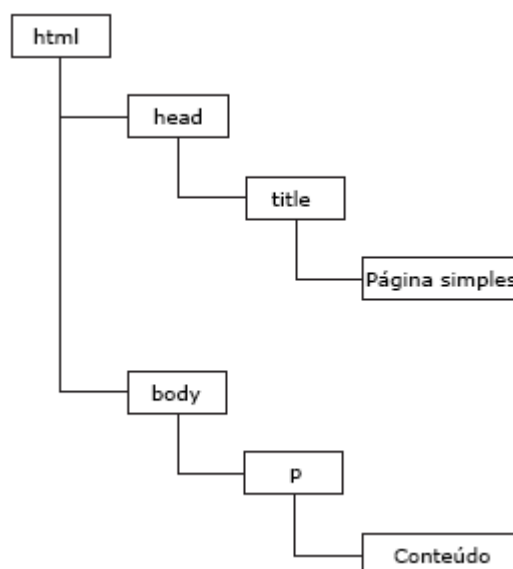 html
head
title
Página simples
body
p
Conteúdo